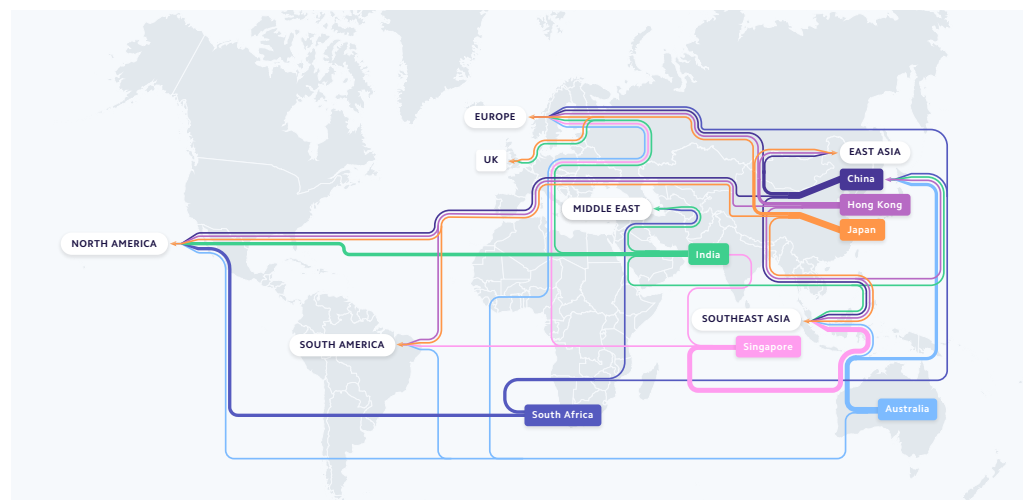 EUROPE
UK
EAST ASIA
China
Hong Kong
MIDDLE EAST
Japan
NORTH AMERICA
India
SOUTHEAST ASIA
SOUTH AMERICA
Singapore
South Africa
Australia